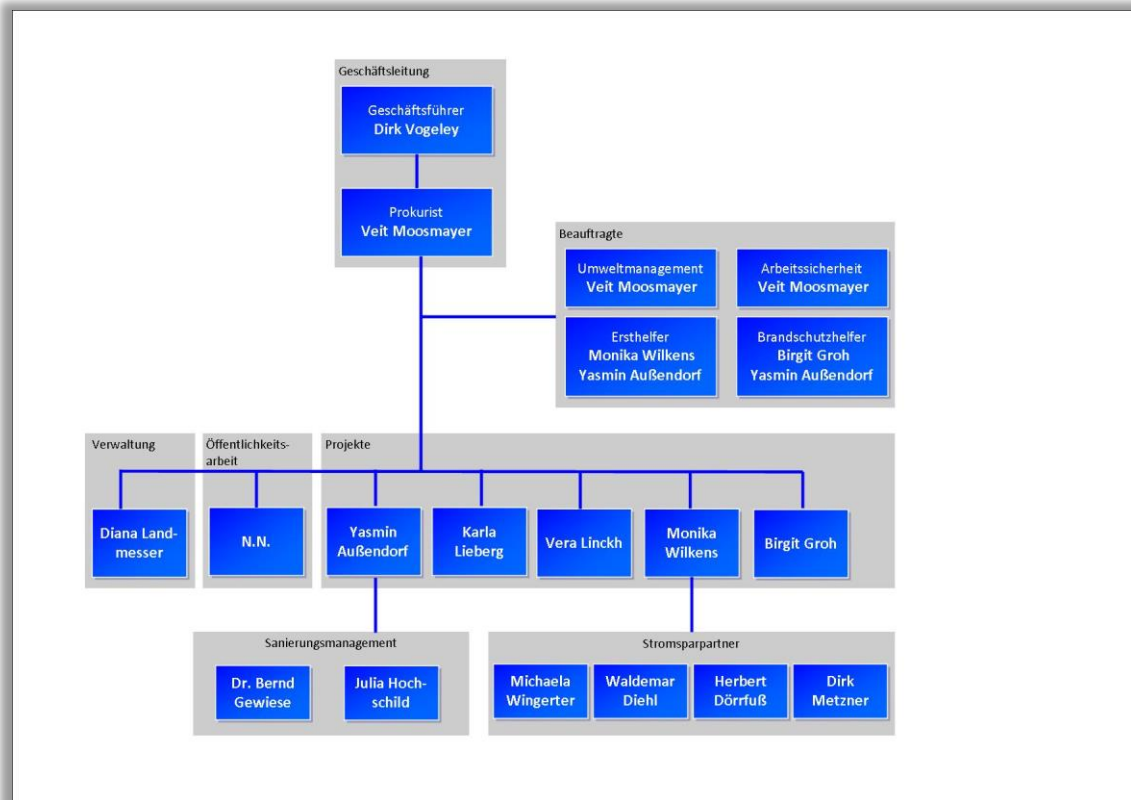 Geschäftsleitung
Geschäftsführer
Dirk Vogeley
Prokurist
Veit Moosmayer
Beauftragte
Umweltmanagement
Veit Moosmayer
Arbeitssicherheit
Veit Moosmayer
Ersthelfer
Monika Wilkens
Yasmin Außendorf
Brandschutzhelfer
Birgit Groh
Yasmin Außendorf
Verwaltung
Öffentlichkeits-
arbeit
Projekte
Diana Land-
messer
N.N.
Yasmin
Außendorf
Karla
Lieberg
Vera Linckh
Monika
Wilkens
Birgit Groh
Sanierungsmanagement
Dr. Bernd
Gewiese
Julia Hoch-
schild
Stromsparpartner
Michaela
Wingerter
Waldemar
Diehl
Herbert
Dörrfuß
Dirk
Metzner